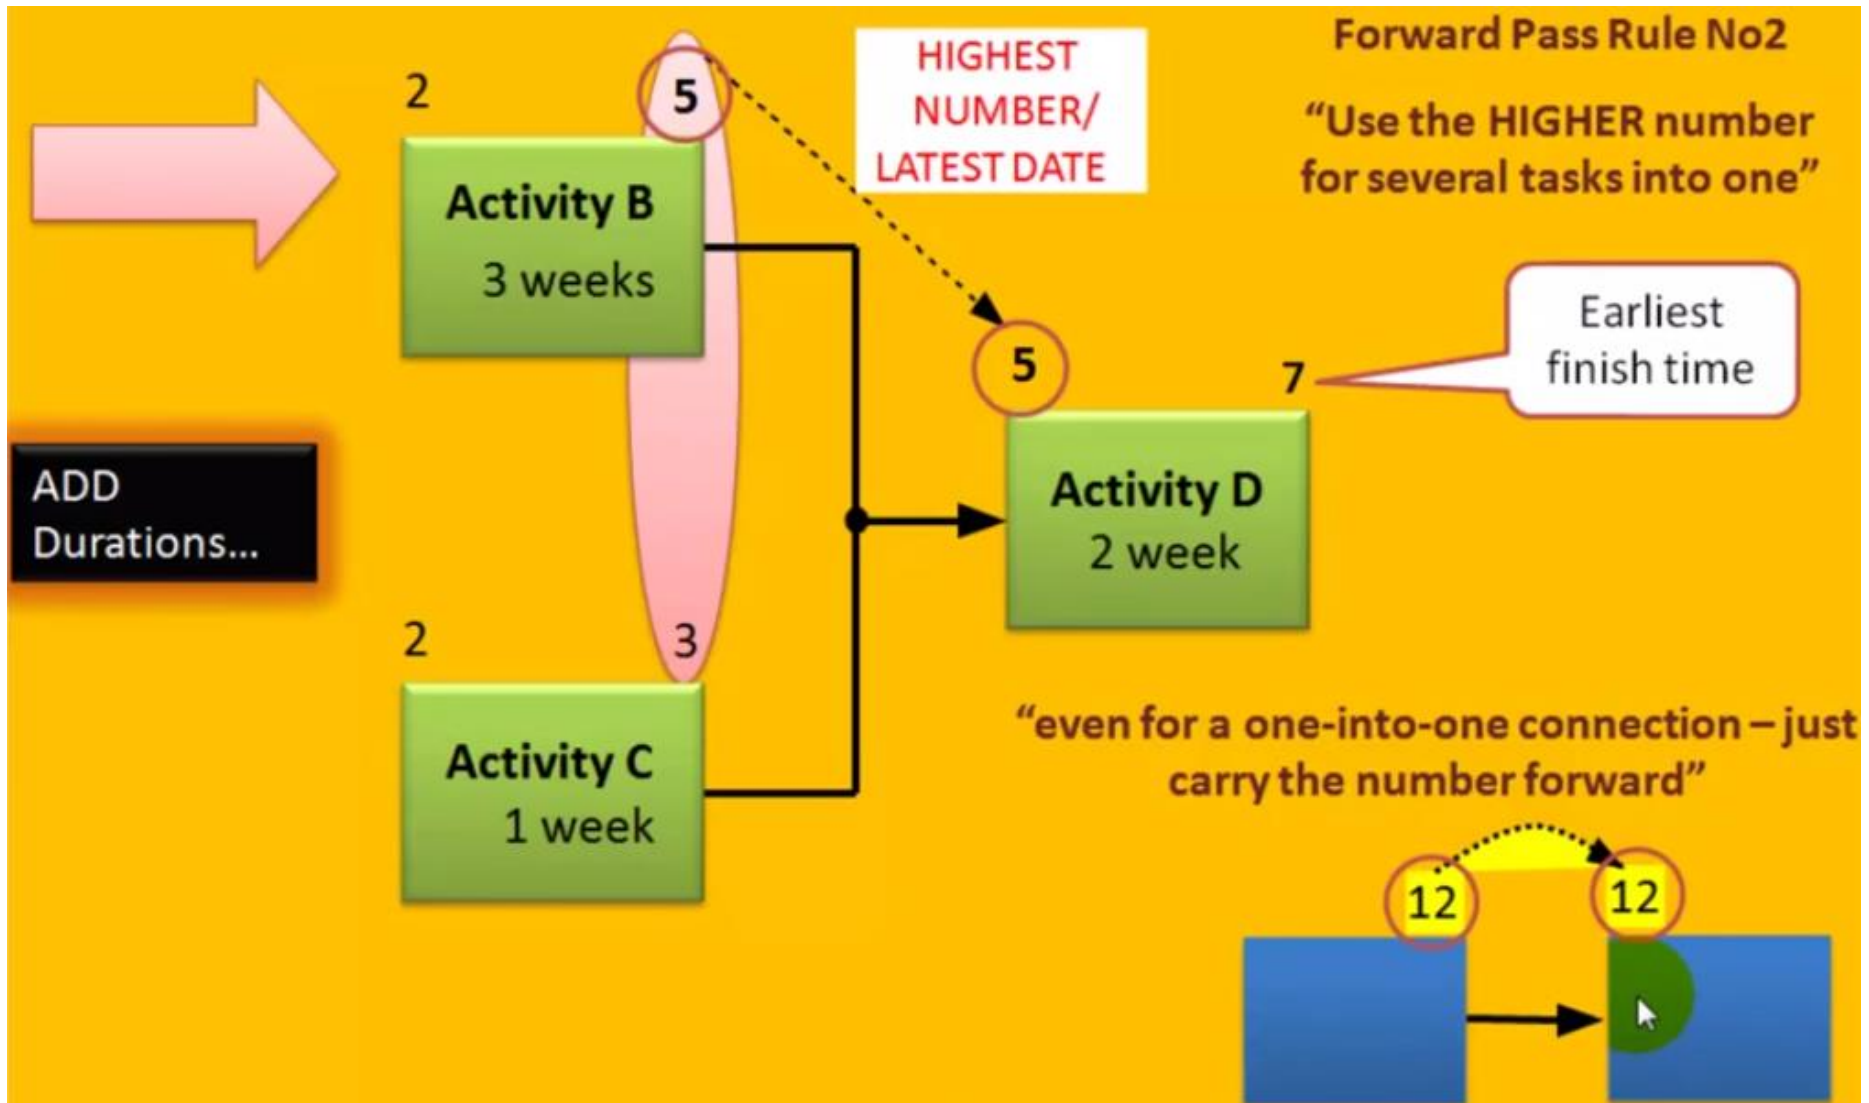 Forward Pass Rule No2
“Use the HIGHER number
for several tasks into one”
HIGHEST
NUMBER/
LATEST DATE
2
5
Activity B
3 weeks
Earliest
finish time
5
7
ADD
Durations...
Activity D
2 week
2
3
Activity C
1 week
“even for a one-into-one connection – just
carry the number forward”
12
12